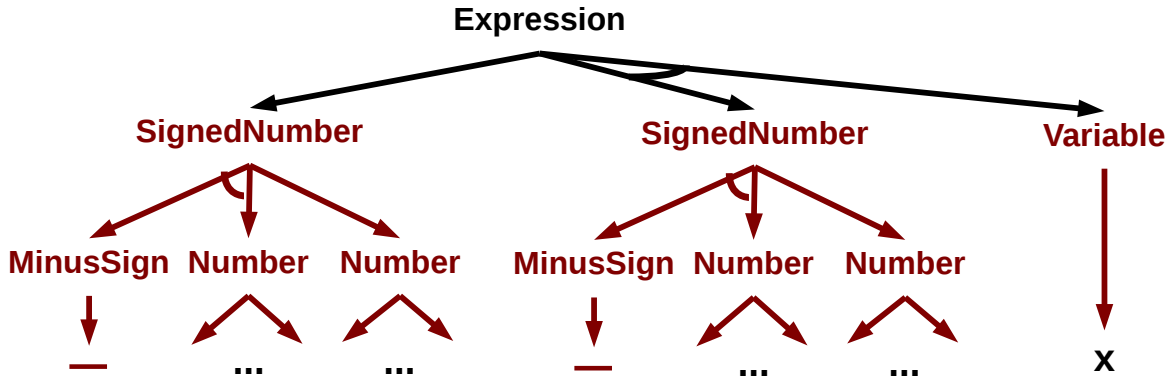 Expression
SignedNumber SignedNumber Variable
MinusSign Number Number MinusSign Number Number
— ... ... — ... ... x